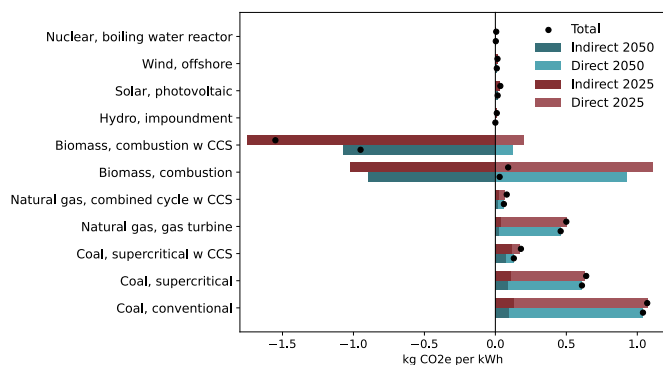 Nuclear, boiling water reactor
Wind, offshore
Solar, photovoltaic
Hydro, impoundment
Biomass, combustion w CCS
Biomass, combustion
Natural gas, combined cycle w CCS
Natural gas, gas turbine
Coal, supercritical w CCS
Coal, supercritical
Coal, conventional
Total
Indirect 2050
Direct 2050
Indirect 2025
Direct 2025
−1.5 −1.0 −0.5 0.0 0.5 1.0
kg CO2e per kWh